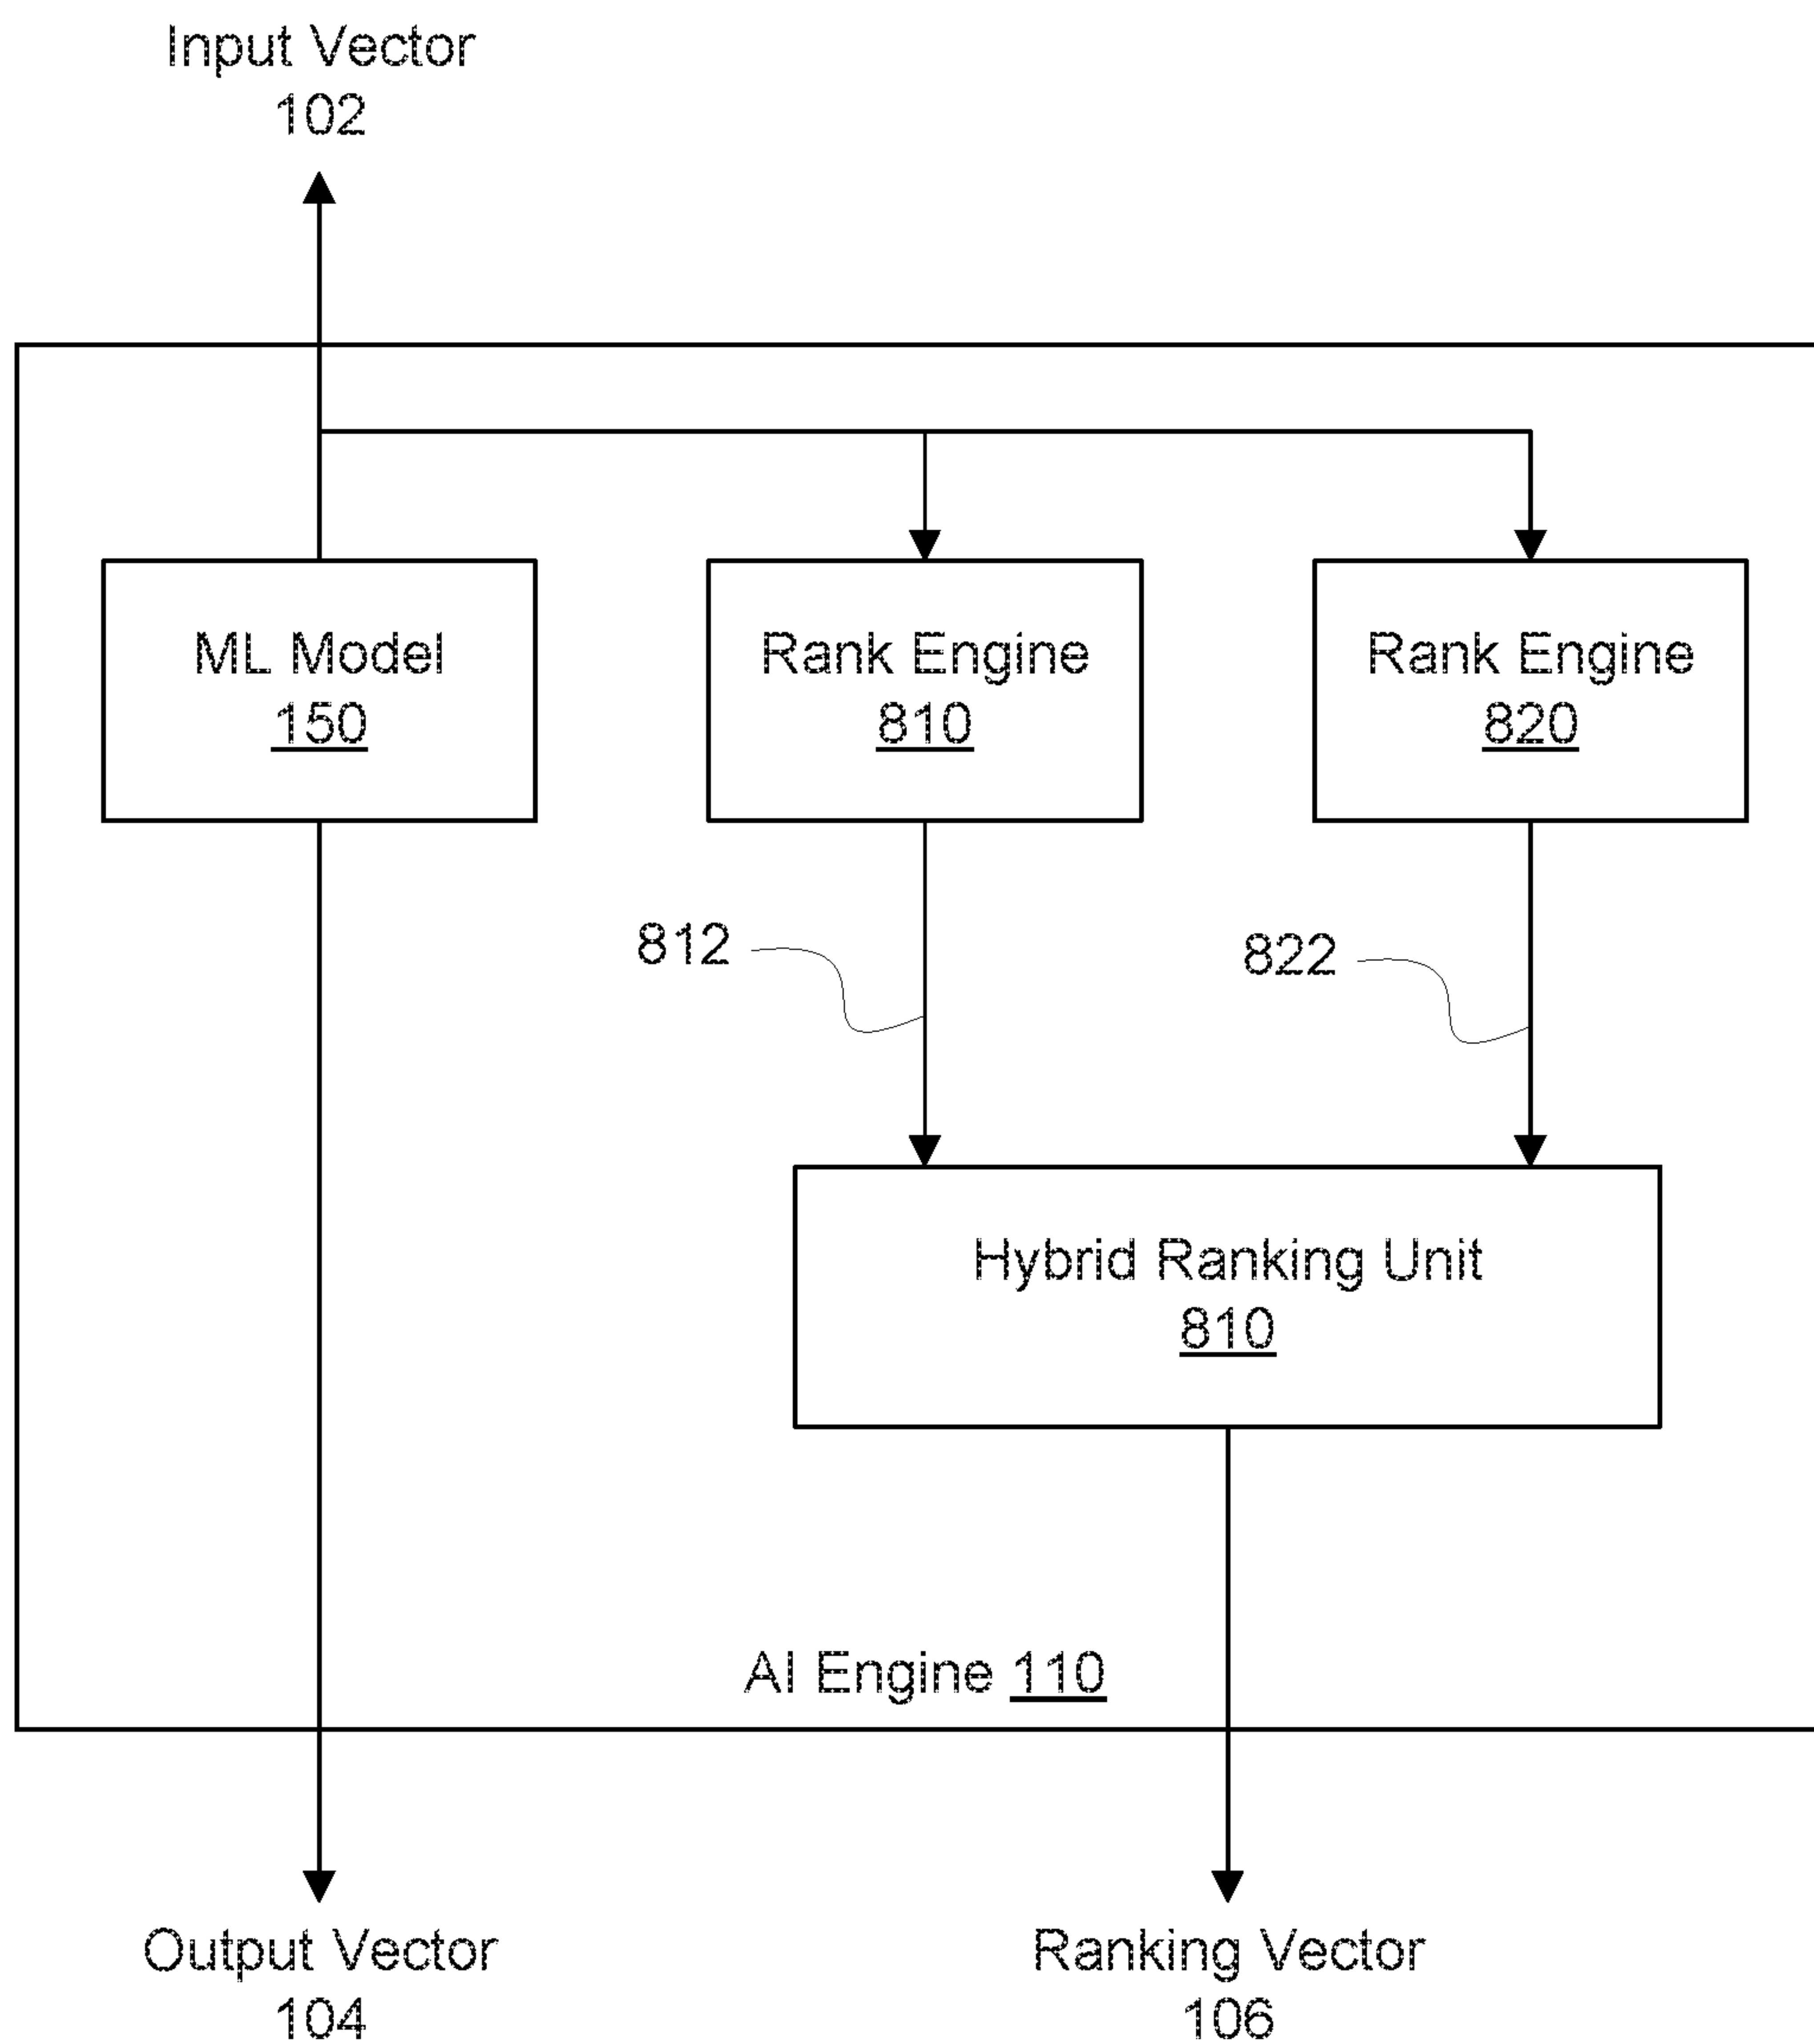 Input Vector
102
ML Model
150
Rank Engine
810
Rank Engine
820
812
822
Hybrid Ranking Unit
810
AI Engine 110
Output Vector
104
Ranking Vector
106